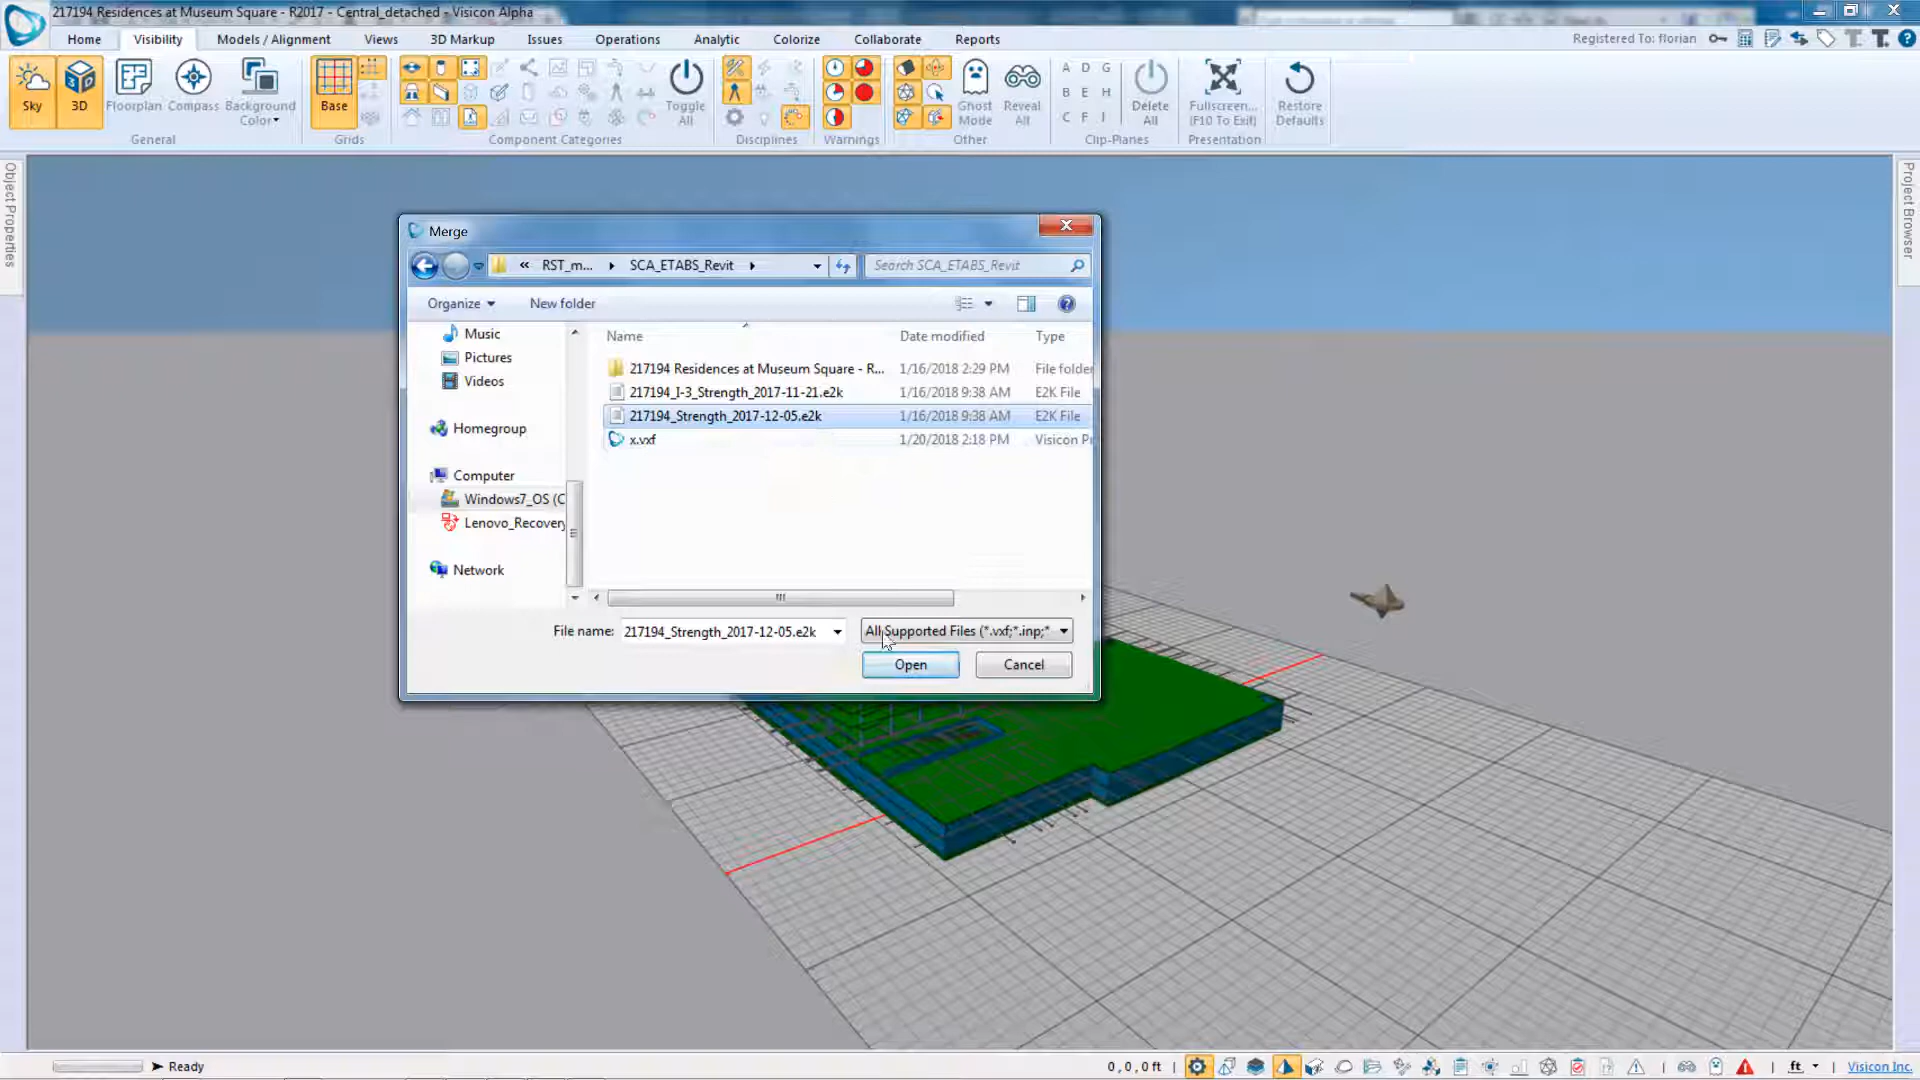 217194 Residences at Museum Square - R2017 - Central_detached - Visicon Alpha
Home Visibility Models / Alignment Views 3D Markup Issues Operations Analytic Colorize Collaborate Reports
Registered To: florian
Sky 3D Floorplan Compass Background Color
General
Base
Grids
Toggle All
Component Categories
Disciplines
Warnings
Ghost Mode
Reveal All
Other
A D G
B E H
C F I
Delete All
Clip-Planes
Fullscreen... (F10 To Exit)
Presentation
Restore Defaults
Object Properties
Project Browser
Merge
« RST_m... SCA_ETABS_Revit
Search SCA_ETABS_Revit
Organize New folder
Music
Pictures
Videos
Homegroup
Computer
Windows7_OS (C
Lenovo_Recovery
Network
Name Date modified Type
217194 Residences at Museum Square - R... 1/16/2018 2:29 PM File folder
217194_I-3_Strength_2017-11-21.e2k 1/16/2018 9:38 AM E2K File
217194_Strength_2017-12-05.e2k 1/16/2018 9:38 AM E2K File
x.vxf 1/20/2018 2:18 PM Visicon Pr
File name: 217194_Strength_2017-12-05.e2k
All Supported Files (*.vxf;*.inp;*
Open Cancel
Ready
0 , 0 , 0 ft
ft
Visicon Inc.